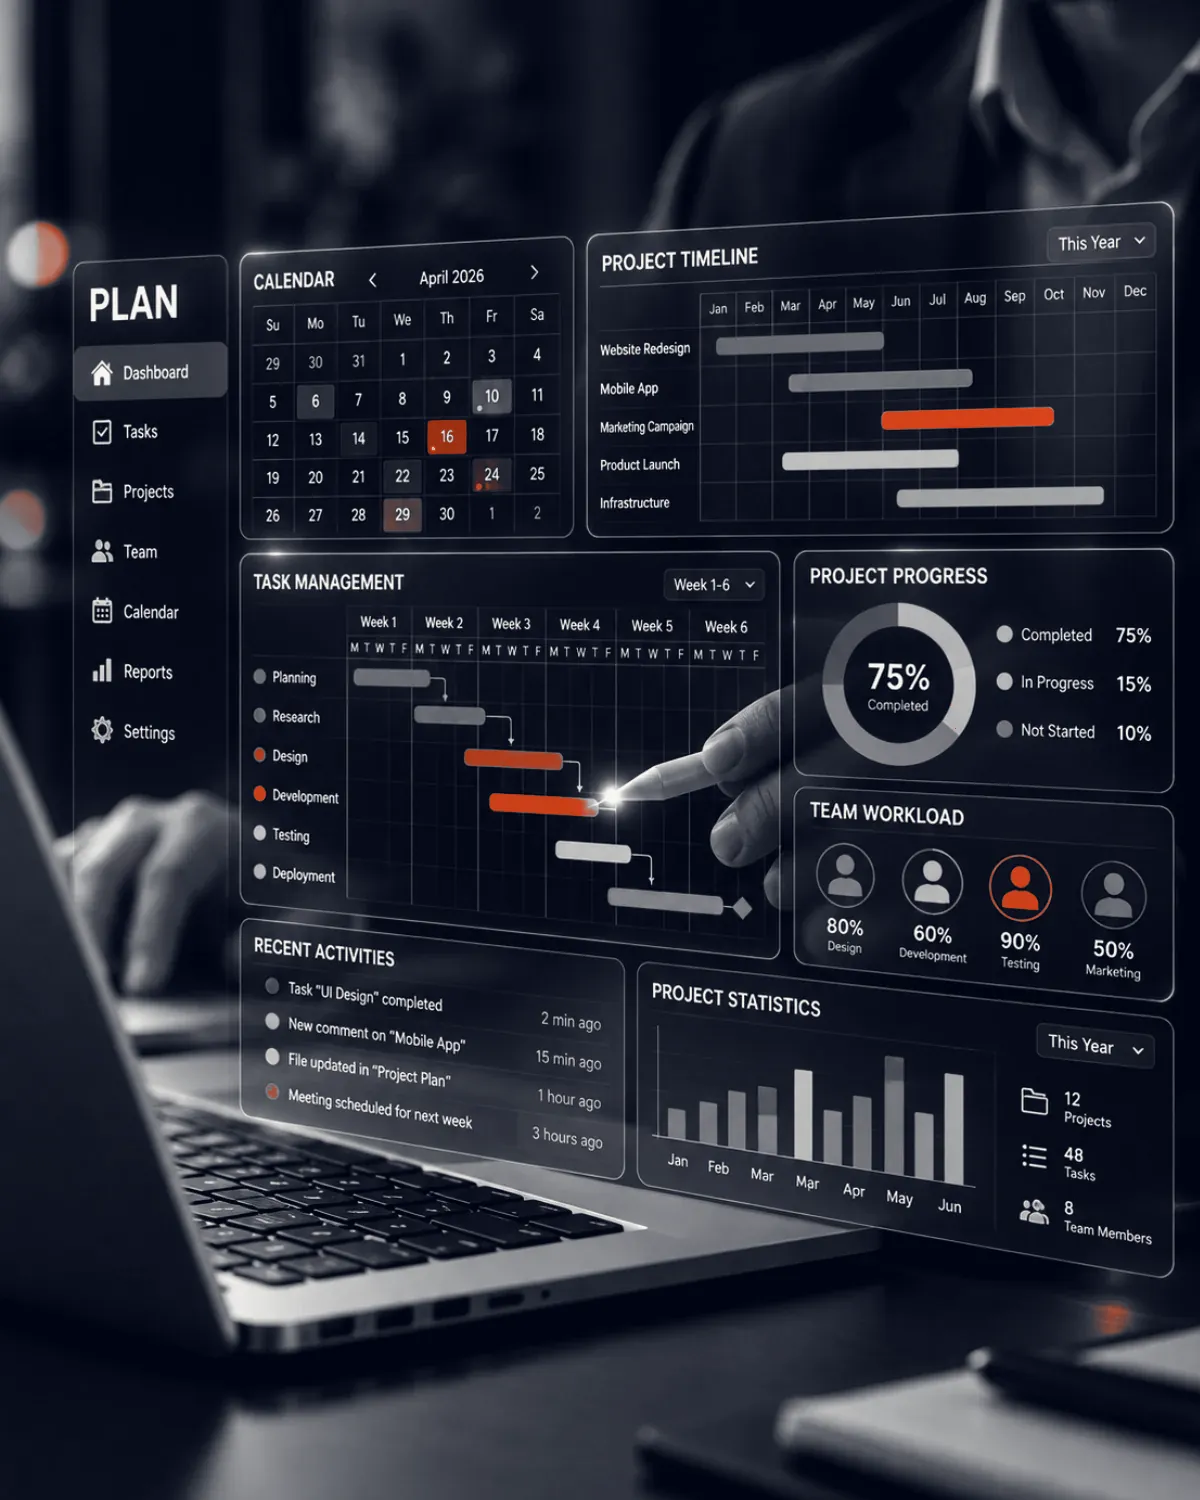 PLAN
Dashboard
Tasks
Projects
Team
Calendar
Reports
Settings
CALENDAR
April 2026
Su Mo Tu We Th Fr Sa
29 30 31 1 2 3 4
5 6 7 8 9 10 11
12 13 14 15 16 17 18
19 20 21 22 23 24 25
26 27 28 29 30 1 2
PROJECT TIMELINE
This Year
Jan Feb Mar Apr May Jun Jul Aug Sep Oct Nov Dec
Website Redesign
Mobile App
Marketing Campaign
Product Launch
Infrastructure
TASK MANAGEMENT
Week 1-6
Week 1 Week 2 Week 3 Week 4 Week 5 Week 6
M T W T F M T W T F M T W T F M T W T F M T W T F M T W T F
Planning
Research
Design
Development
Testing
Deployment
PROJECT PROGRESS
75%
Completed
Completed 75%
In Progress 15%
Not Started 10%
TEAM WORKLOAD
80%
Design
60%
Development
90%
Testing
50%
Marketing
RECENT ACTIVITIES
Task "UI Design" completed 2 min ago
New comment on "Mobile App" 15 min ago
File updated in "Project Plan" 1 hour ago
Meeting scheduled for next week 3 hours ago
PROJECT STATISTICS
This Year
Jan Feb Mar Mar Apr May Jun
12
Projects
48
Tasks
8
Team Members